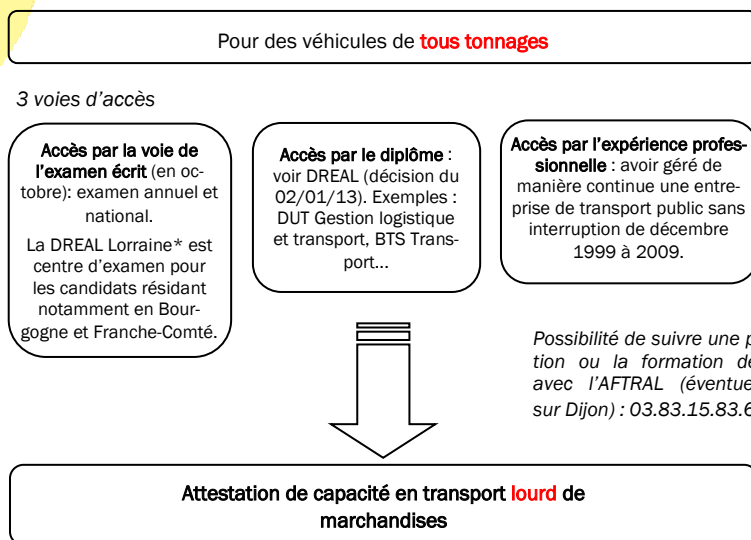 Pour des véhicules de tous tonnages
3 voies d'accès
Accès par la voie de
l'examen écrit (en oc-
tobre): examen annuel et
national.
La DREAL Lorraine* est
centre d'examen pour
les candidats résidant
notamment en Bour-
gogne et Franche-Comté.
Accès par le diplôme :
voir DREAL (décision du
02/01/13). Exemples :
DUT Gestion logistique
et transport, BTS Trans-
port...
Accès par l'expérience profes-
sionnelle : avoir géré de
manière continue une entre-
prise de transport public sans
interruption de décembre
1999 à 2009.
Possibilité de suivre une
tion ou la formation
avec l'AFTRAL
sur Dijon) : 03.83.15.83.
Attestation de capacité en transport lourd de
marchandises